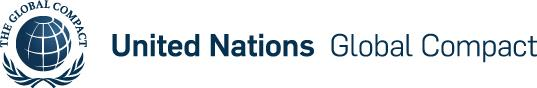 THE GLOBAL COMPACT
United Nations Global Compact